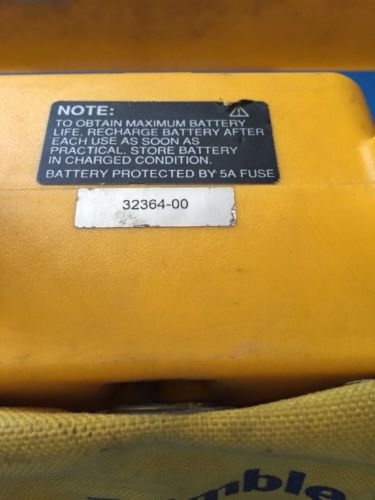 NOTE:
TO OBTAIN MAXIMUM BATTERY
LIFE, RECHARGE BATTERY AFTER
EACH USE AS SOON AS
PRACTICAL. STORE BATTERY
IN CHARGED CONDITION.
BATTERY PROTECTED BY 5A FUSE
32364-00